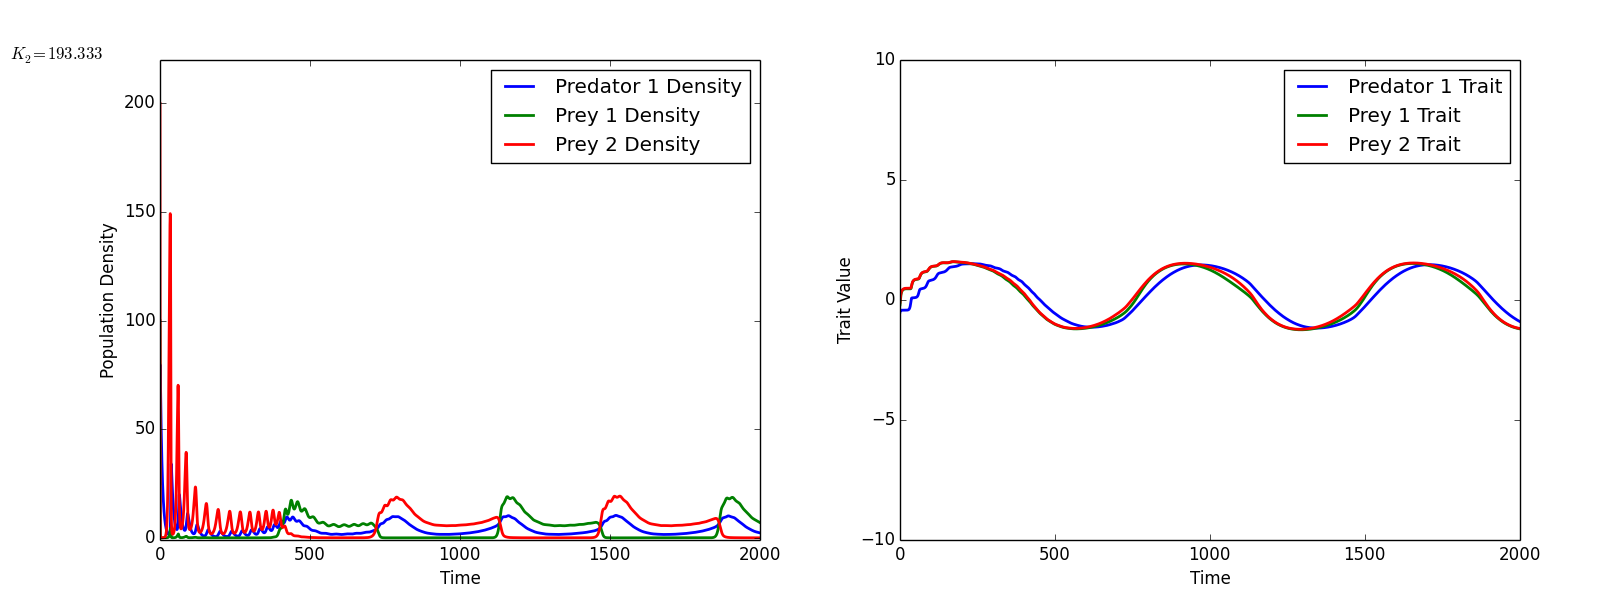 K₂=193.333
Predator 1 Density
Prey 1 Density
Prey 2 Density
200
150
100
50
0
0
500
1000
1500
2000
Population Density
Time
Predator 1 Trait
Prey 1 Trait
Prey 2 Trait
10
5
0
−5
−10
0
500
1000
1500
2000
Trait Value
Time